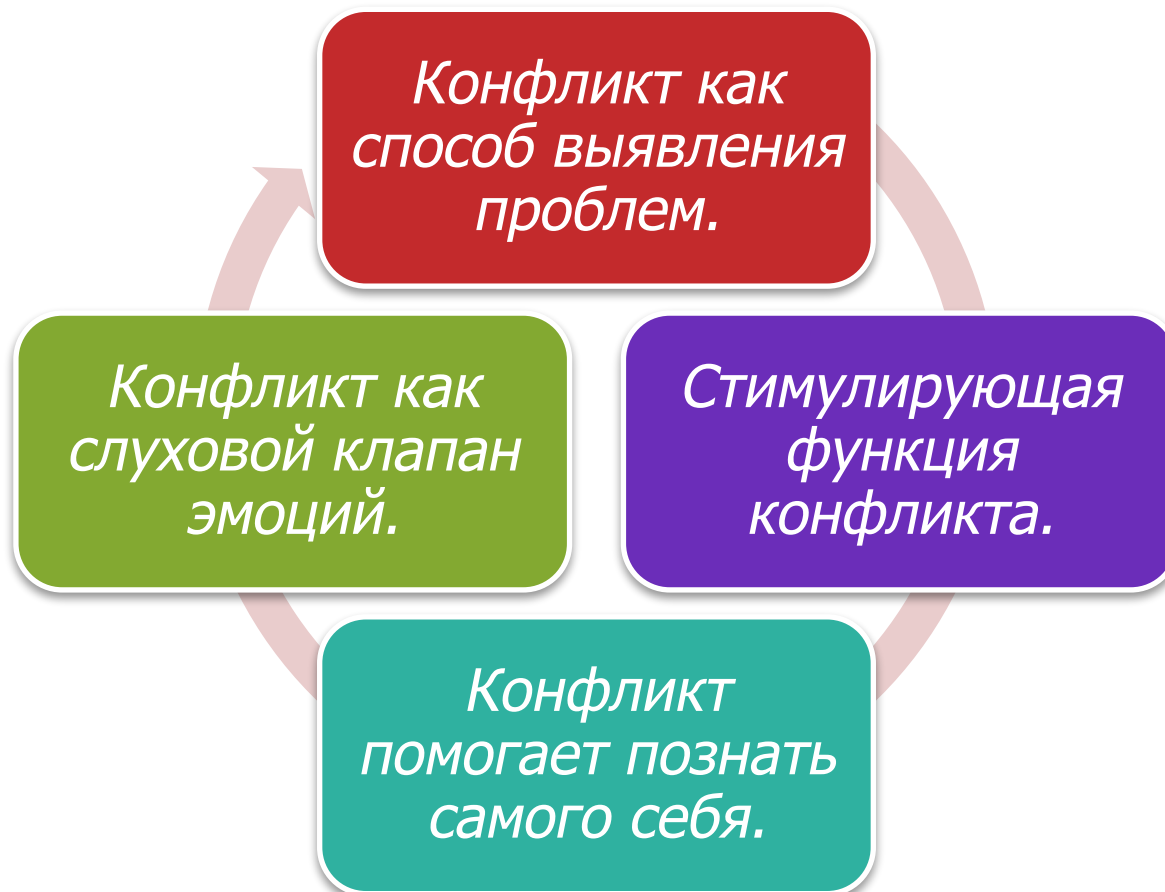 Конфликт как
способ выявления
проблем.
Стимулирующая
функция
конфликта.
Конфликт
помогает познать
самого себя.
Конфликт как
слуховой клапан
эмоций.